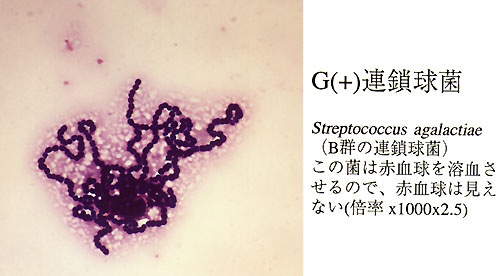 G(+)連鎖球菌
Streptococcus agalactiae
（B群の連鎖球菌）
この菌は赤血球を溶血さ
せるので、赤血球は見え
ない(倍率 x1000x2.5)